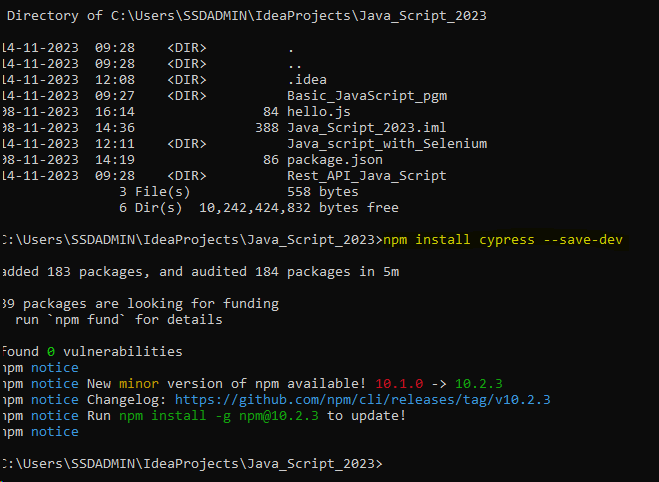 Directory of C:\Users\SSDADMIN\IdeaProjects\Java_Script_2023
14-11-2023  09:28    <DIR>          .
14-11-2023  09:28    <DIR>          ..
14-11-2023  12:08    <DIR>          .idea
14-11-2023  09:27    <DIR>          Basic_JavaScript_pgm
08-11-2023  16:14                84 hello.js
08-11-2023  14:36               388 Java_Script_2023.iml
14-11-2023  12:11    <DIR>          Java_script_with_Selenium
08-11-2023  14:19                86 package.json
14-11-2023  09:28    <DIR>          Rest_API_Java_Script
3 File(s)            558 bytes
6 Dir(s)  10,242,424,832 bytes free
C:\Users\SSDADMIN\IdeaProjects\Java_Script_2023>npm install cypress --save-dev
added 183 packages, and audited 184 packages in 5m
39 packages are looking for funding
run `npm fund` for details
found 0 vulnerabilities
npm notice
npm notice New minor version of npm available! 10.1.0 -> 10.2.3
npm notice Changelog: https://github.com/npm/cli/releases/tag/v10.2.3
npm notice Run npm install -g npm@10.2.3 to update!
npm notice
C:\Users\SSDADMIN\IdeaProjects\Java_Script_2023>